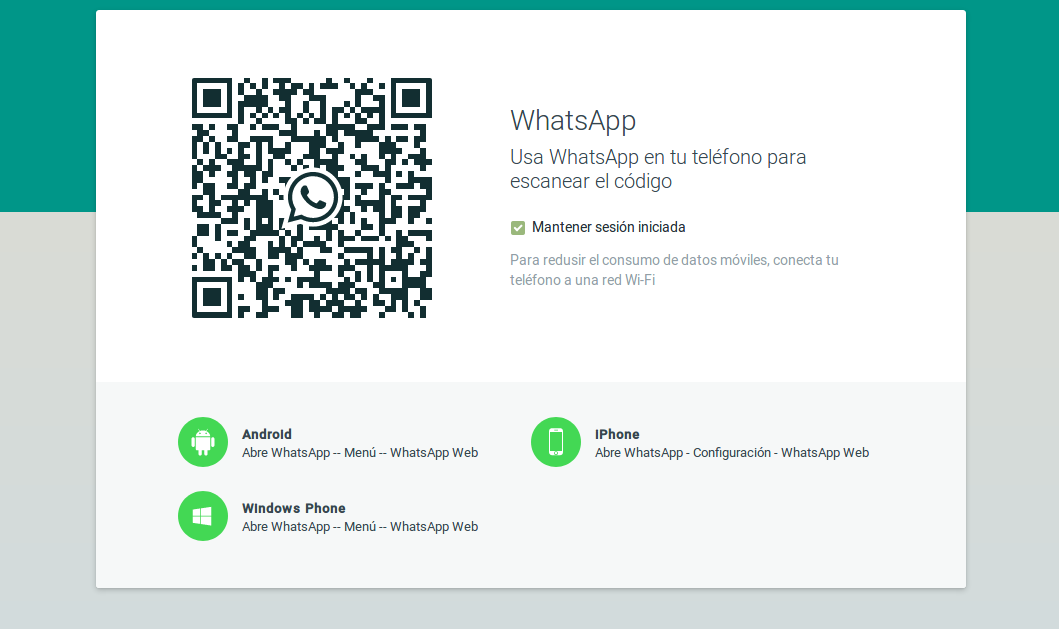 WhatsApp
Usa WhatsApp en tu teléfono para
escanear el código
Mantener sesión iniciada
Para redusir el consumo de datos móviles, conecta tu
teléfono a una red Wi-Fi
Android
Abre WhatsApp -- Menú -- WhatsApp Web
iPhone
Abre WhatsApp - Configuración - WhatsApp Web
Windows Phone
Abre WhatsApp -- Menú -- WhatsApp Web